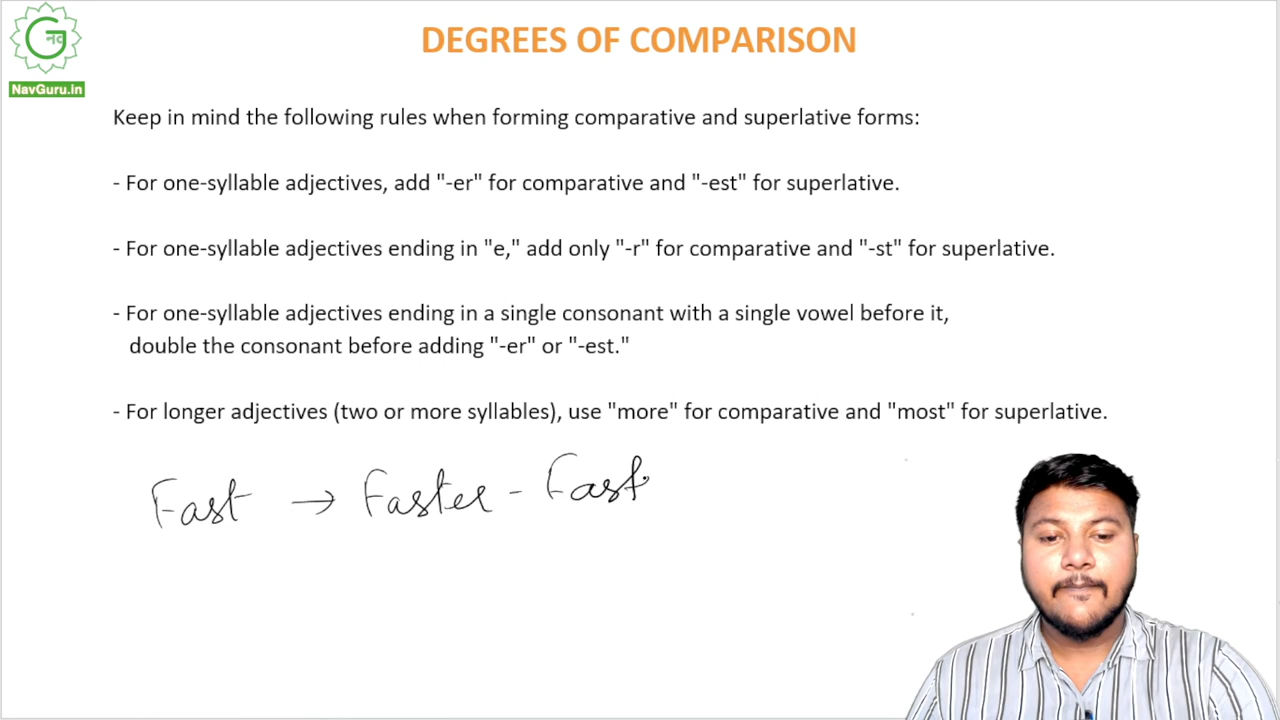 नव
NavGuru.in
DEGREES OF COMPARISON
Keep in mind the following rules when forming comparative and superlative forms:
- For one-syllable adjectives, add "-er" for comparative and "-est" for superlative.
- For one-syllable adjectives ending in "e," add only "-r" for comparative and "-st" for superlative.
- For one-syllable adjectives ending in a single consonant with a single vowel before it,
double the consonant before adding "-er" or "-est."
- For longer adjectives (two or more syllables), use "more" for comparative and "most" for superlative.
Fast → Faster - Fast